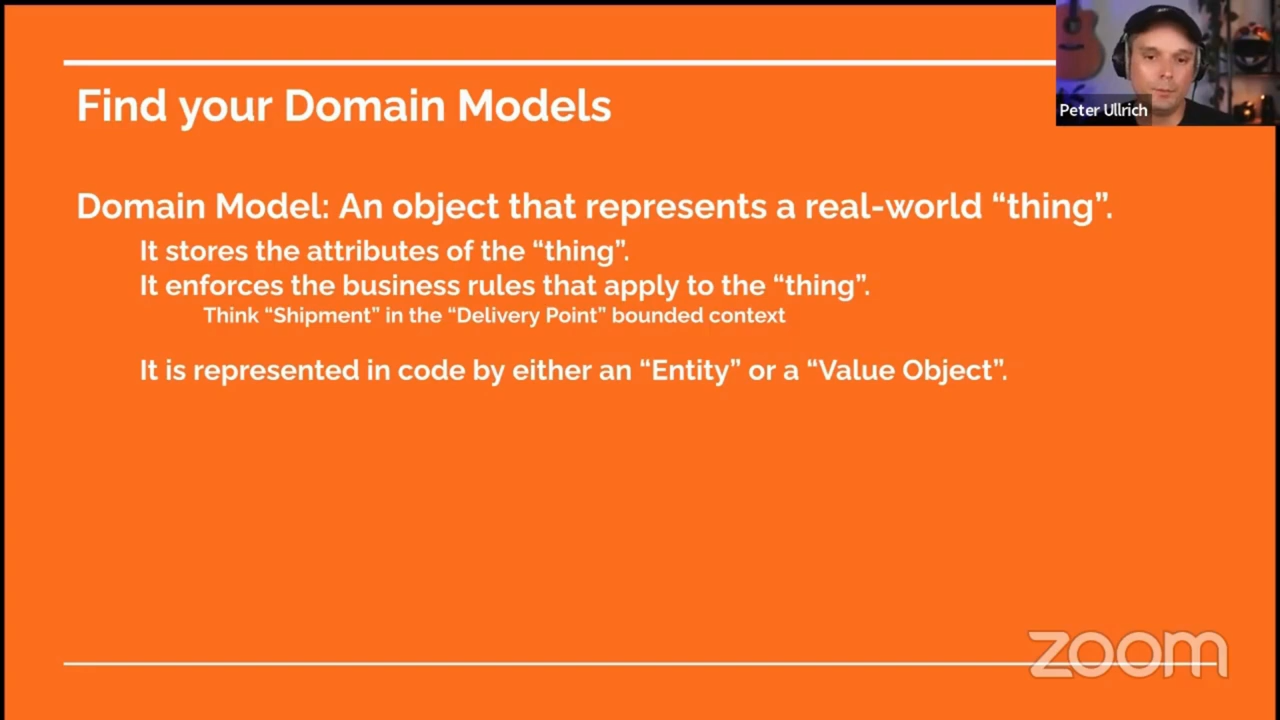 Find your Domain Models
Peter Ullrich
Domain Model: An object that represents a real-world “thing”.
It stores the attributes of the “thing”.
It enforces the business rules that apply to the “thing”.
Think “Shipment” in the “Delivery Point” bounded context
It is represented in code by either an “Entity” or a “Value Object”.
zoom